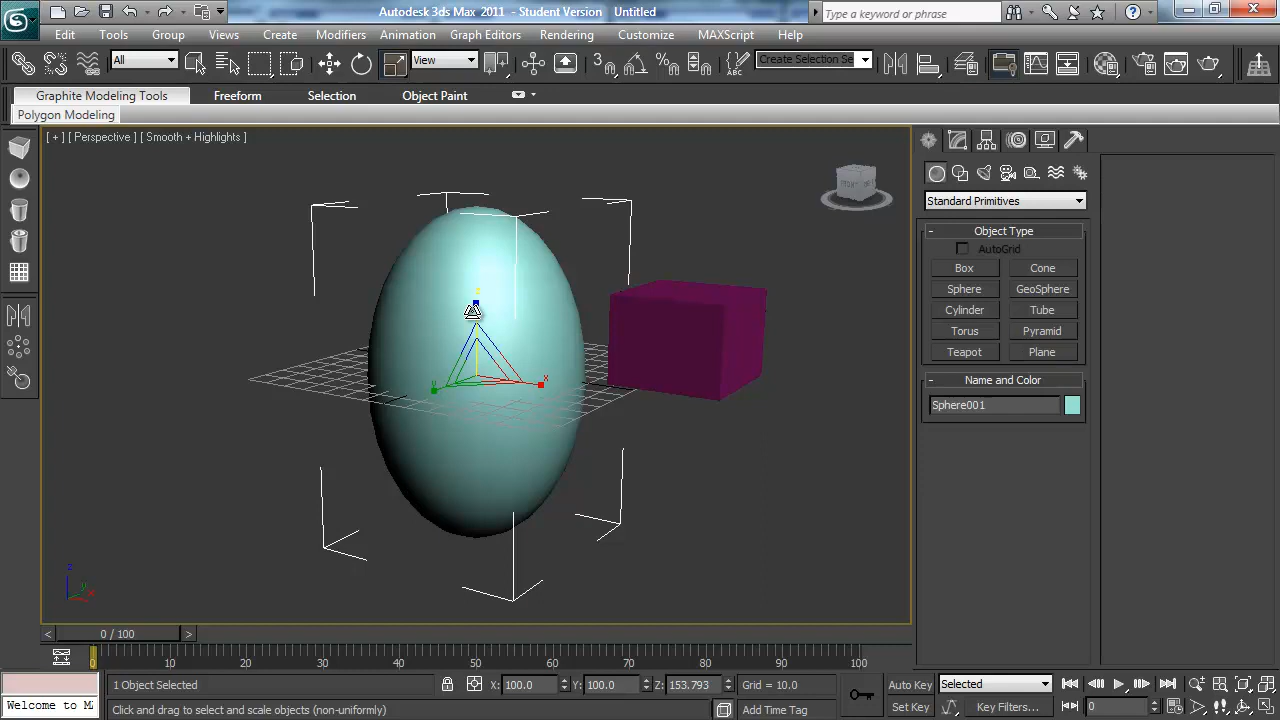 Autodesk 3ds Max 2011 - Student Version Untitled
Type a keyword or phrase
Edit Tools Group Views Create Modifiers Animation Graph Editors Rendering Customize MAXScript Help
All View Create Selection Se
Graphite Modeling Tools Freeform Selection Object Paint
Polygon Modeling
[ + ] [ Perspective ] [ Smooth + Highlights ]
FRONT
Standard Primitives
- Object Type
AutoGrid
Box Cone
Sphere GeoSphere
Cylinder Tube
Torus Pyramid
Teapot Plane
- Name and Color
Sphere001
z
x
y
z
y
x
< 0 / 100 >
0 10 20 30 40 50 60 70 80 90 100
1 Object Selected X: 100.0 Y: 100.0 Z: 153.793 Grid = 10.0 Auto Key Selected
Welcome to M Click and drag to select and scale objects (non-uniformly) Add Time Tag Set Key Key Filters... 0